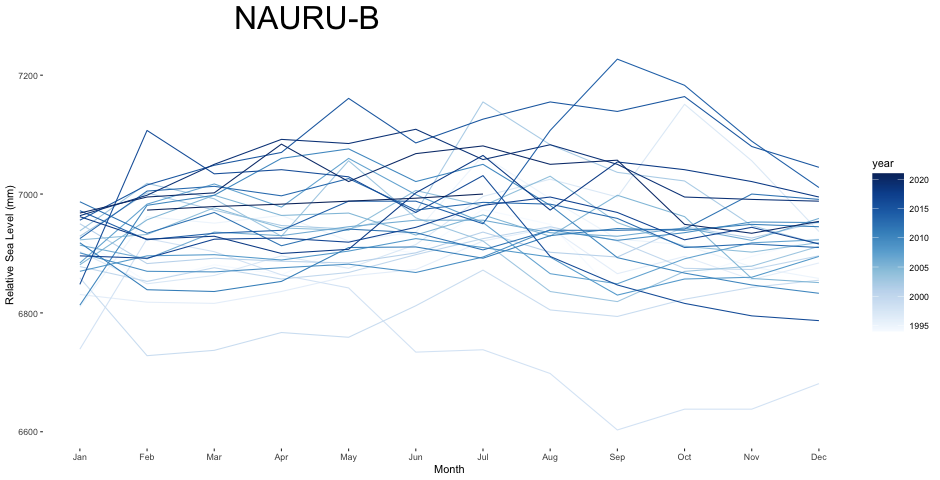 NAURU-B
Relative Sea Level (mm)
7200
7000
6800
6600
Jan Feb Mar Apr May Jun Jul Aug Sep Oct Nov Dec
Month
year
2020
2015
2010
2005
2000
1995